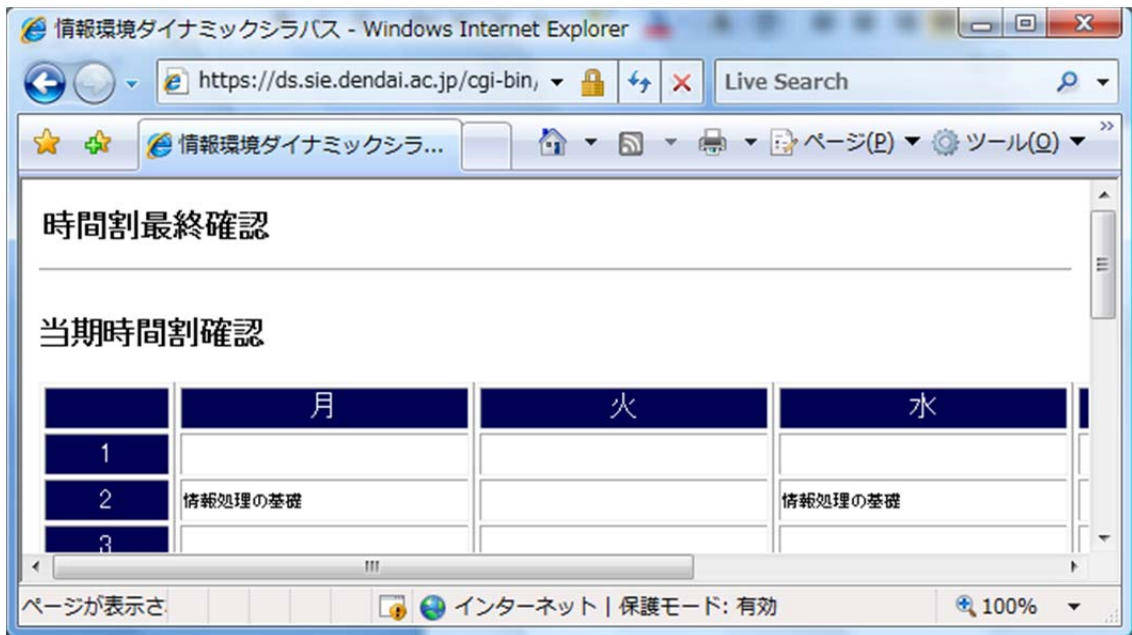 情報環境ダイナミックシラバス - Windows Internet Explorer
https://ds.sie.dendai.ac.jp/cgi-bin/
Live Search
情報環境ダイナミックシラ...
ページ(P)
ツール(O)
時間割最終確認
当期時間割確認
月 火 水
1
2 情報処理の基礎 情報処理の基礎
3
ページが表示さ
インターネット | 保護モード: 有効
100%